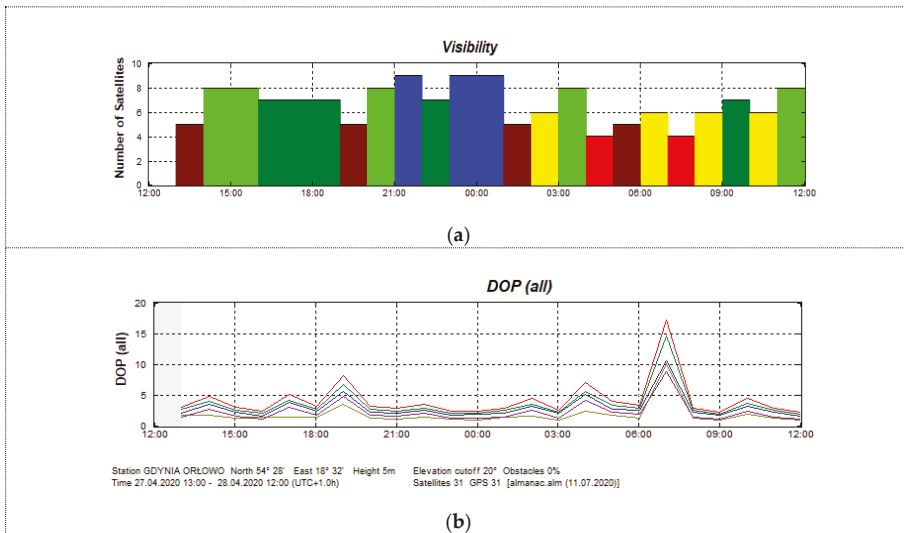 Visibility
Number of Satellites
10
8
6
4
2
0
12:00 15:00 18:00 21:00 00:00 03:00 06:00 09:00 12:00
(a)
DOP (all)
DOP (all)
20
15
10
5
0
12:00 15:00 18:00 21:00 00:00 03:00 06:00 09:00 12:00
Station GDYNIA ORŁOWO North 54° 28' East 18° 32' Height 5m Elevation cutoff 20° Obstacles 0%
Time 27.04.2020 13:00 - 28.04.2020 12:00 (UTC+1.0h) Satellites 31 GPS 31 [almanac.alm (11.07.2020)]
(b)